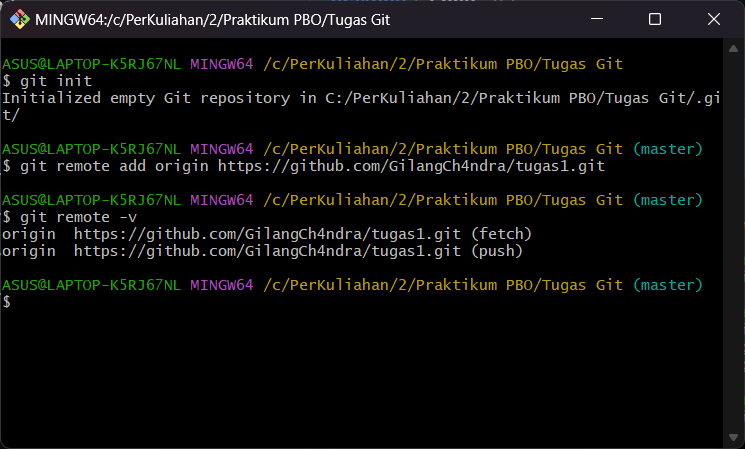 MINGW64:/c/PerKuliahan/2/Praktikum PBO/Tugas Git
ASUS@LAPTOP-K5RJ67NL MINGW64 /c/PerKuliahan/2/Praktikum PBO/Tugas Git
$ git init
Initialized empty Git repository in C:/PerKuliahan/2/Praktikum PBO/Tugas Git/.gi
t/
ASUS@LAPTOP-K5RJ67NL MINGW64 /c/PerKuliahan/2/Praktikum PBO/Tugas Git (master)
$ git remote add origin https://github.com/GilangCh4ndra/tugas1.git
ASUS@LAPTOP-K5RJ67NL MINGW64 /c/PerKuliahan/2/Praktikum PBO/Tugas Git (master)
$ git remote -v
origin  https://github.com/GilangCh4ndra/tugas1.git (fetch)
origin  https://github.com/GilangCh4ndra/tugas1.git (push)
ASUS@LAPTOP-K5RJ67NL MINGW64 /c/PerKuliahan/2/Praktikum PBO/Tugas Git (master)
$